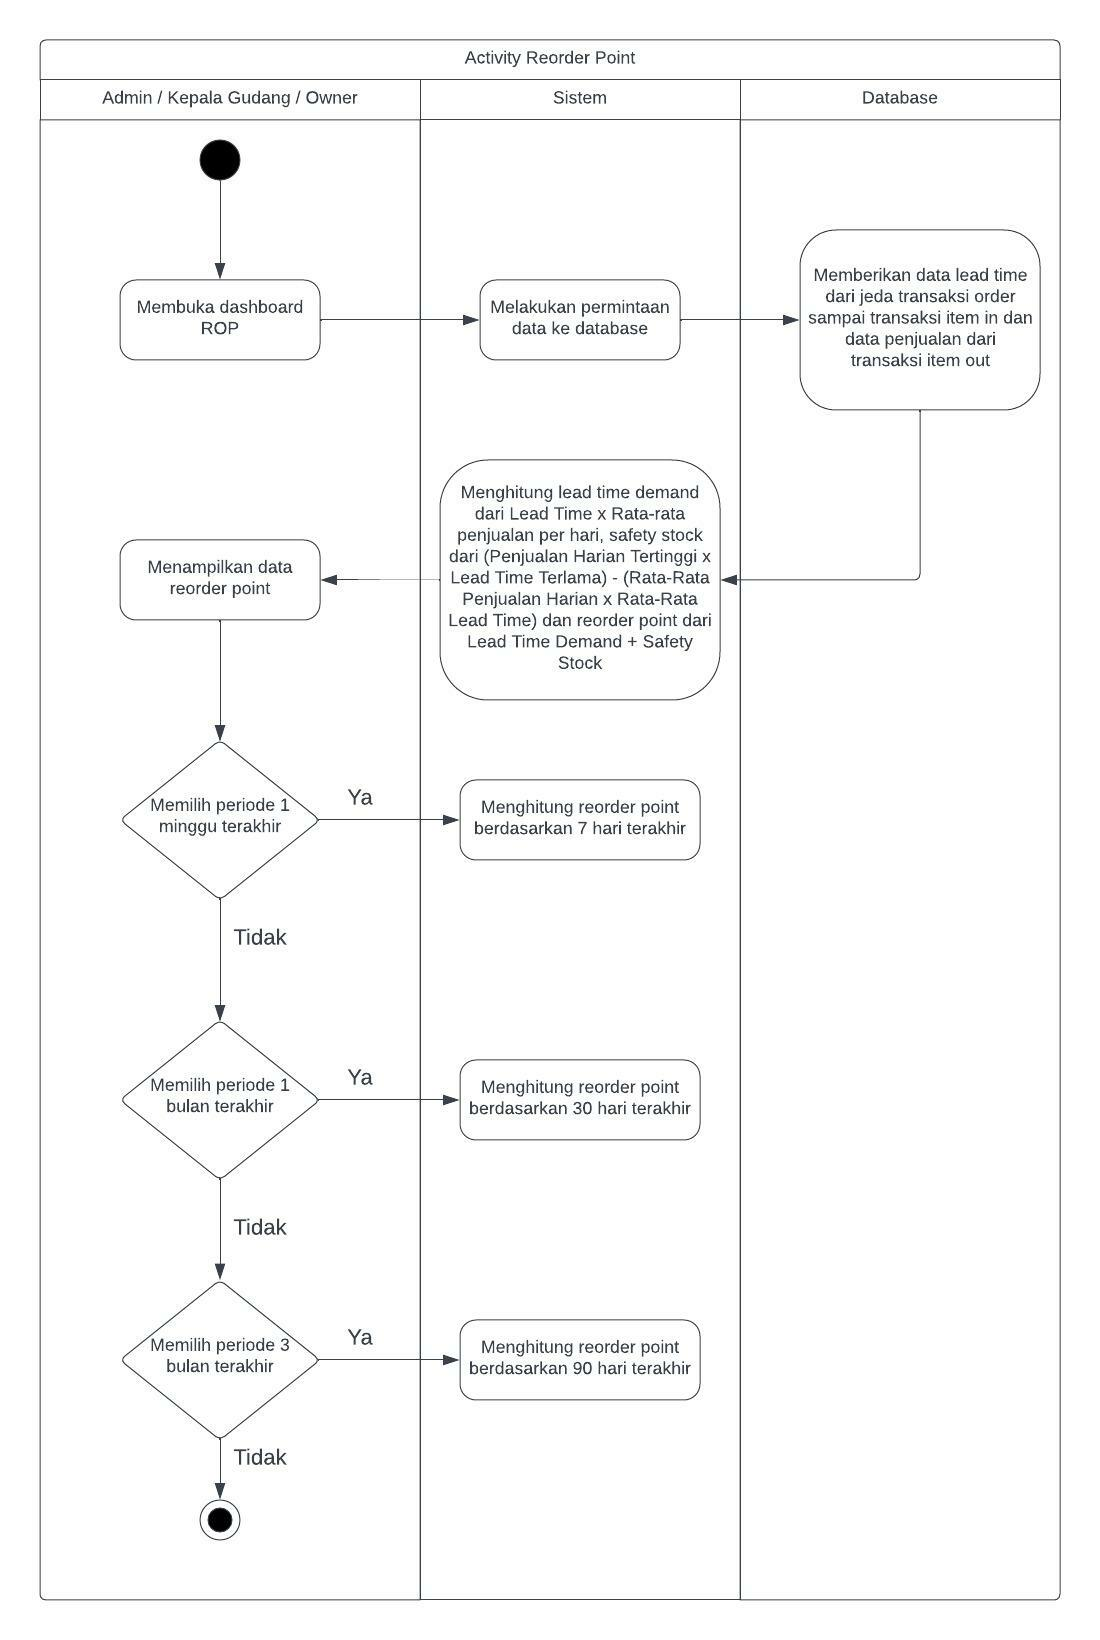 Activity Reorder Point
Admin / Kepala Gudang / Owner
Sistem
Database
Membuka dashboard
ROP
Melakukan permintaan
data ke database
Memberikan data lead time
dari jeda transaksi order
sampai transaksi item in dan
data penjualan dari
transaksi item out
Menghitung lead time demand
dari Lead Time x Rata-rata
penjualan per hari, safety stock
dari (Penjualan Harian Tertinggi x
Lead Time Terlama) - (Rata-Rata
Penjualan Harian x Rata-Rata
Lead Time) dan reorder point dari
Lead Time Demand + Safety
Stock
Menampilkan data
reorder point
Memilih periode 1
minggu terakhir
Ya
Menghitung reorder point
berdasarkan 7 hari terakhir
Tidak
Memilih periode 1
bulan terakhir
Ya
Menghitung reorder point
berdasarkan 30 hari terakhir
Tidak
Memilih periode 3
bulan terakhir
Ya
Menghitung reorder point
berdasarkan 90 hari terakhir
Tidak